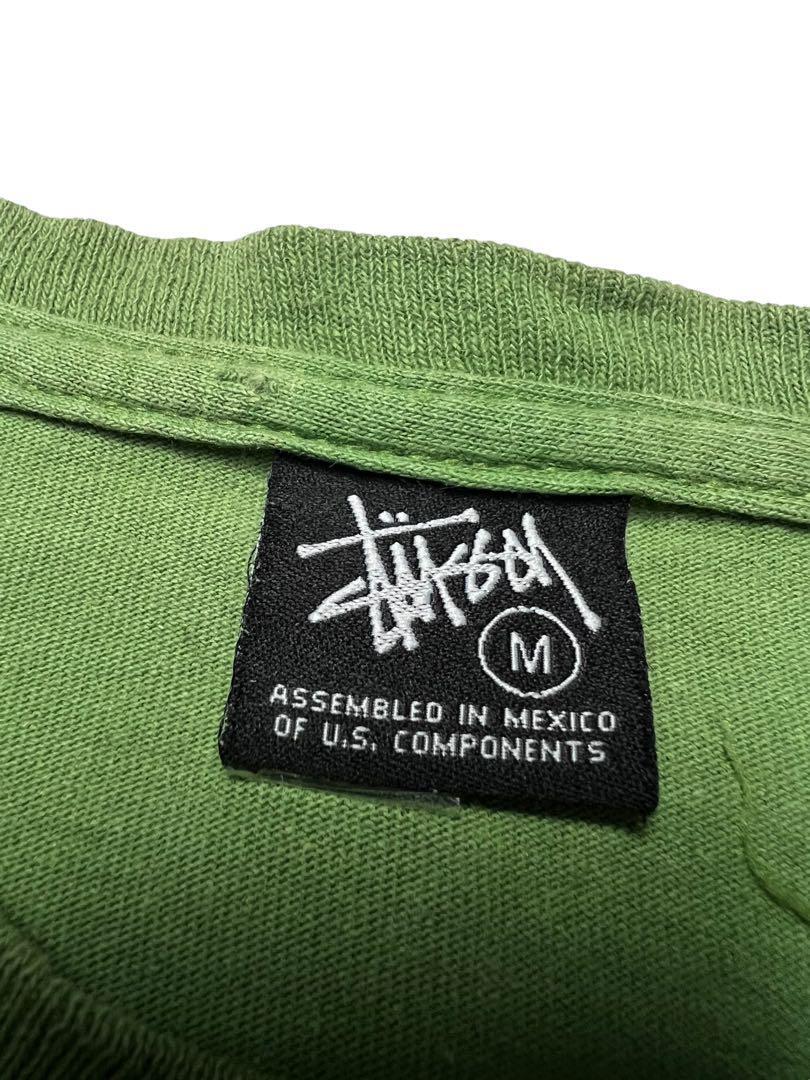 Stüssy
M
ASSEMBLED IN MEXICO
OF U.S. COMPONENTS